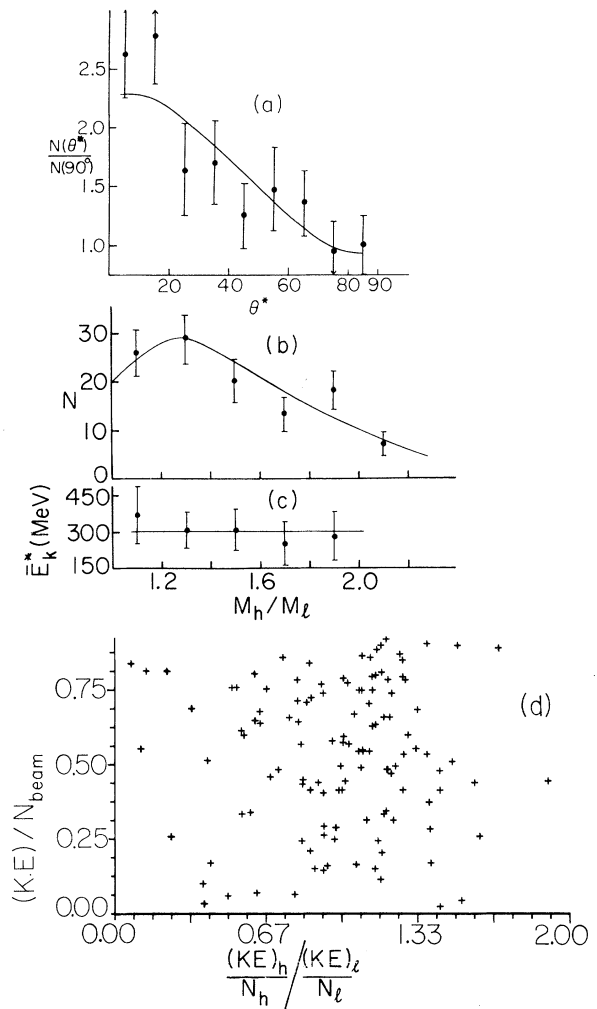 2.5
2.0
1.5
1.0
N(θ*)
N(90°)
(a)
20 40 60 80 90
θ*
30
20
10
0
N
(b)
450
300
150
Ēk*(MeV)
(c)
1.2 1.6 2.0
Mh/Mℓ
0.75
0.50
0.25
0.00
(K.E)/Nbeam
(d)
0.00 0.67 1.33 2.00
(KE)h / (KE)ℓ
Nh / Nℓ